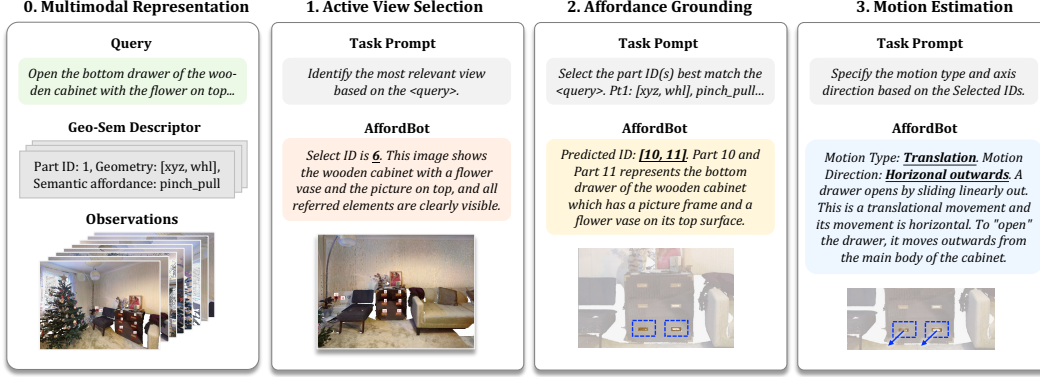 0. Multimodal Representation
Query
Open the bottom drawer of the woo-
den cabinet with the flower on top...
Geo-Sem Descriptor
Part ID: 1, Geometry: [xyz, whl],
Semantic affordance: pinch_pull
Observations
1. Active View Selection
Task Prompt
Identify the most relevant view
based on the <query>.
AffordBot
Select ID is 6. This image shows
the wooden cabinet with a flower
vase and the picture on top, and all
referred elements are clearly visible.
2. Affordance Grounding
Task Pompt
Select the part ID(s) best match the
<query>. Pt1: [xyz, whl], pinch_pull...
AffordBot
Predicted ID: [10, 11]. Part 10 and
Part 11 represents the bottom
drawer of the wooden cabinet
which has a picture frame and a
flower vase on its top surface.
3. Motion Estimation
Task Prompt
Specify the motion type and axis
direction based on the Selected IDs.
AffordBot
Motion Type: Translation. Motion
Direction: Horizonal outwards. A
drawer opens by sliding linearly out.
This is a translational movement and
its movement is horizontal. To "open"
the drawer, it moves outwards from
the main body of the cabinet.